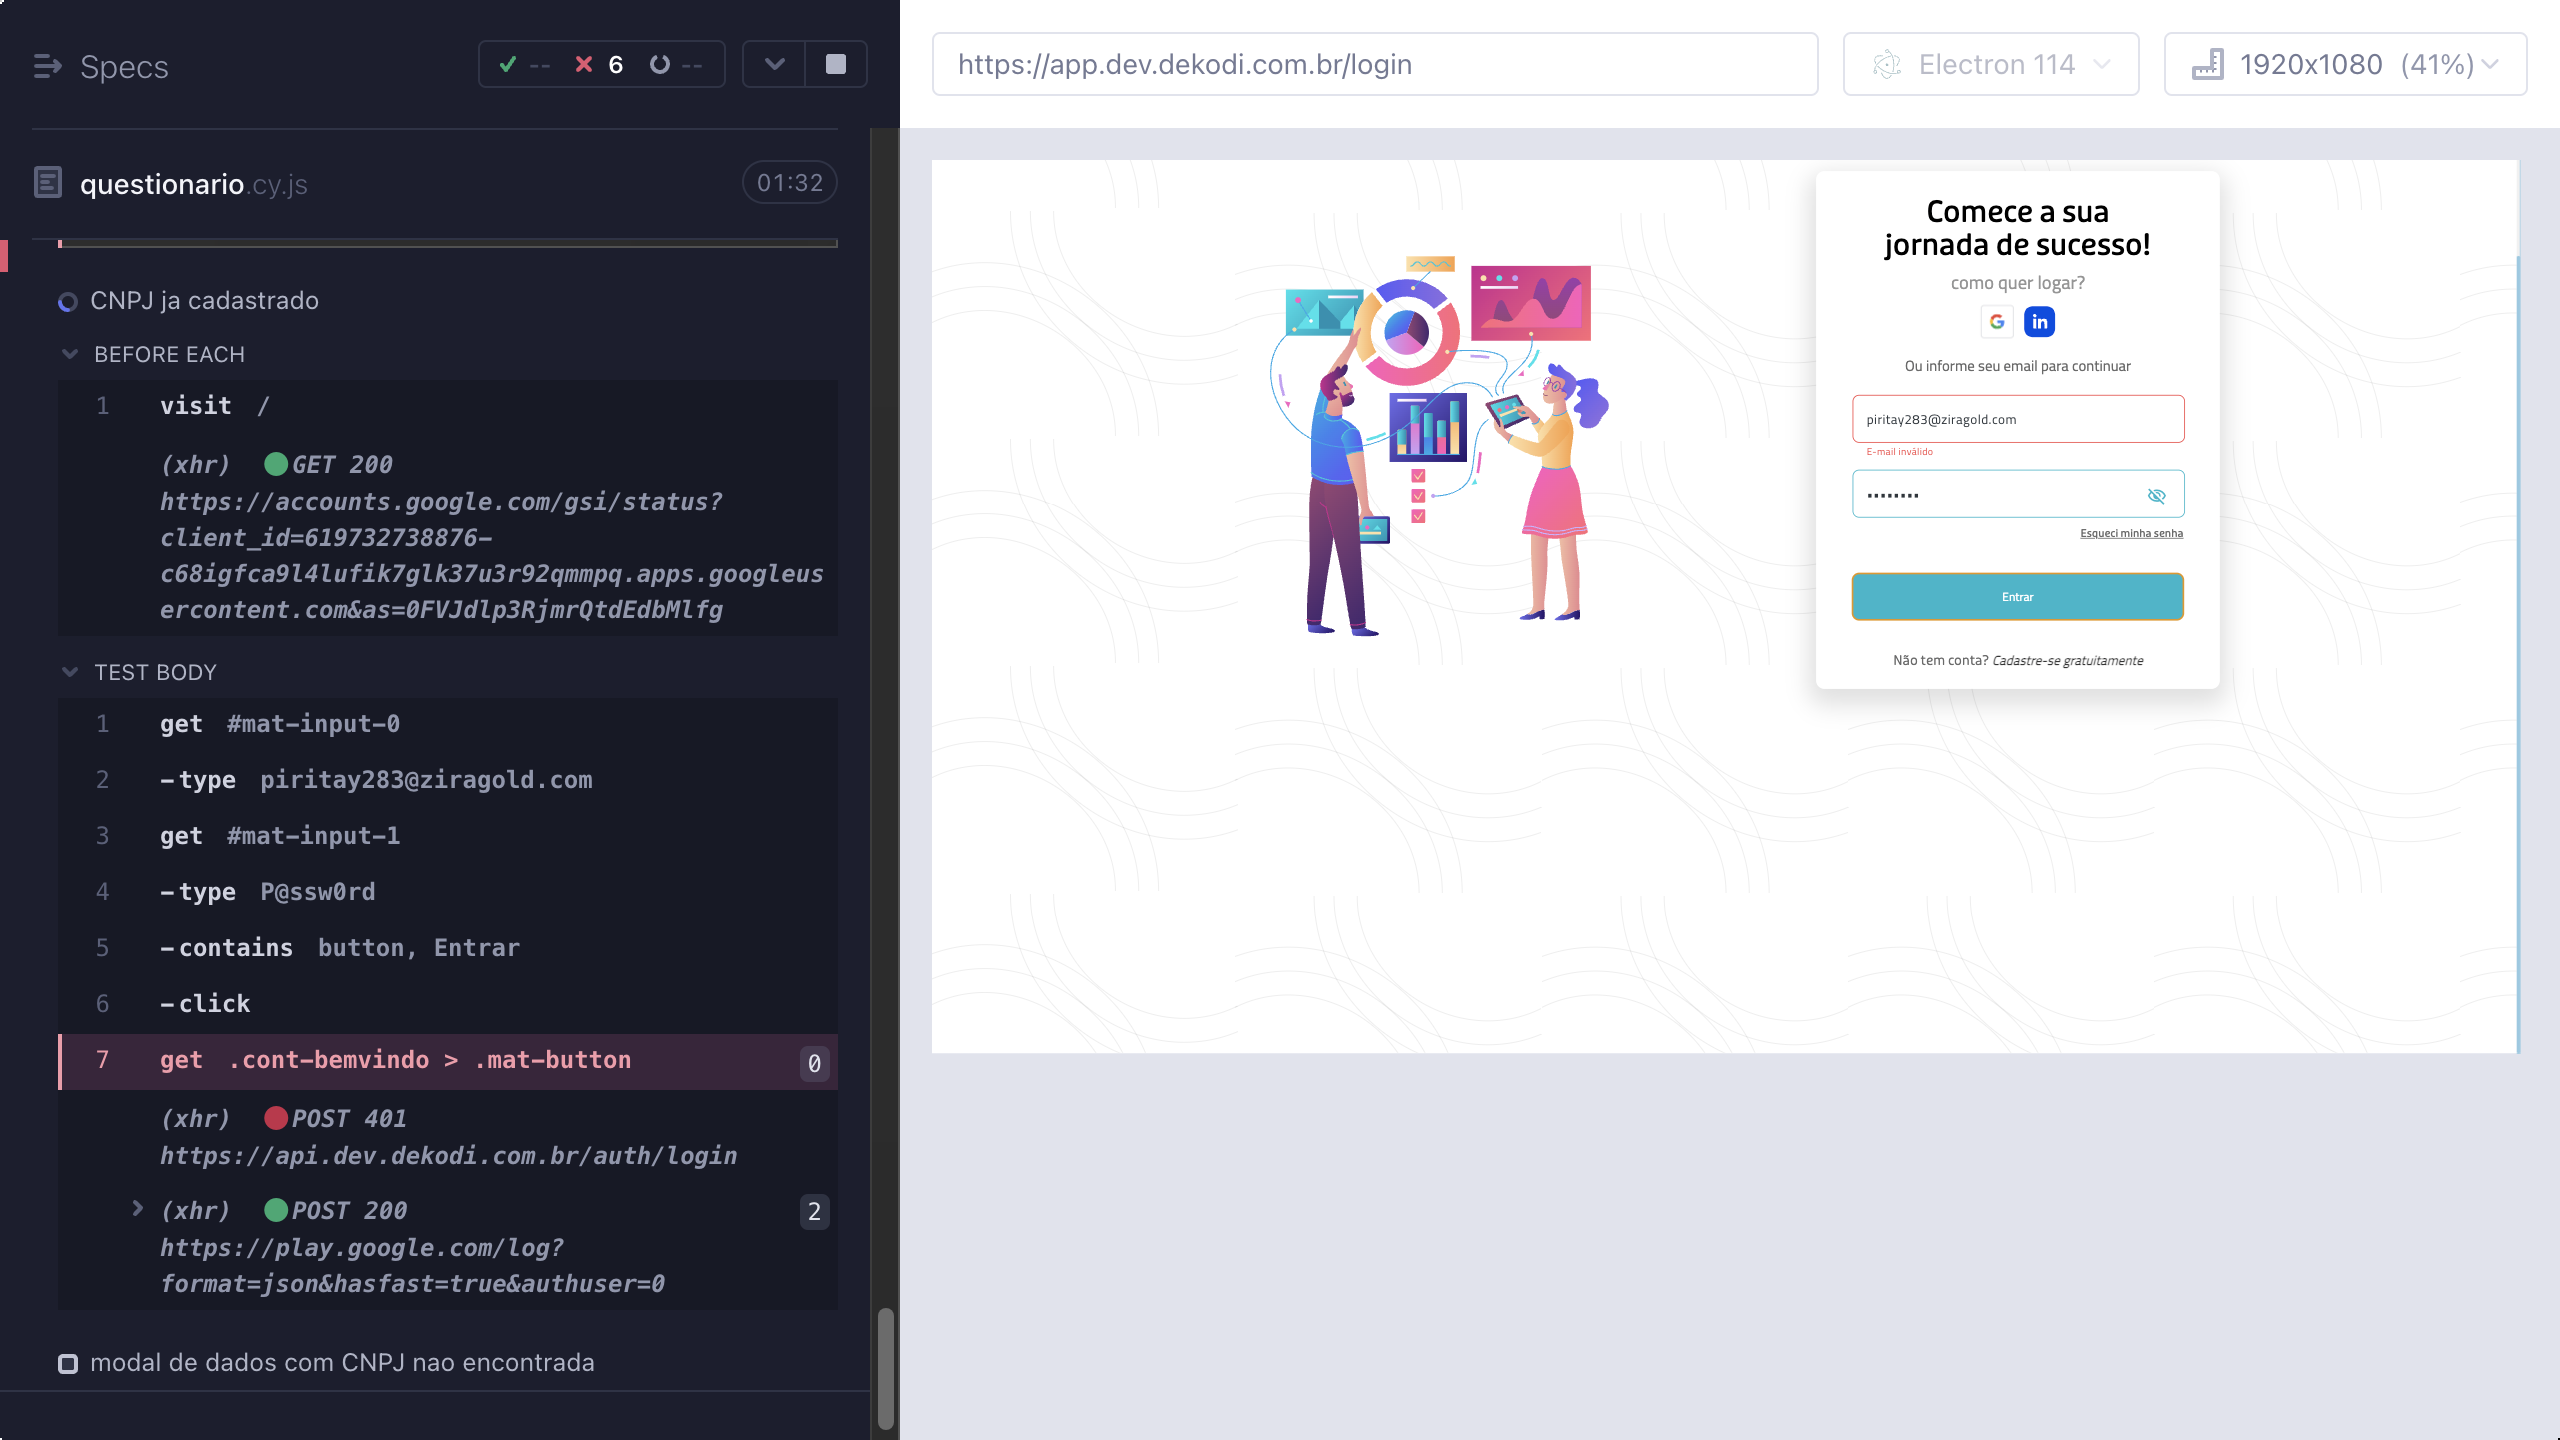 Specs
--
6
--
questionario.cy.js
01:32
CNPJ ja cadastrado
BEFORE EACH
1 visit /
(xhr) GET 200
https://accounts.google.com/gsi/status?
client_id=619732738876-
c68igfca9l4lufik7glk37u3r92qmmpq.apps.googleus
ercontent.com&as=0FVJdlp3RjmrQtdEdbMlfg
TEST BODY
1 get #mat-input-0
2 -type piritay283@ziragold.com
3 get #mat-input-1
4 -type P@ssw0rd
5 -contains button, Entrar
6 -click
7 get .cont-bemvindo > .mat-button 0
(xhr) POST 401
https://api.dev.dekodi.com.br/auth/login
(xhr) POST 200 2
https://play.google.com/log?
format=json&hasfast=true&authuser=0
modal de dados com CNPJ nao encontrada
https://app.dev.dekodi.com.br/login
Electron 114
1920x1080 (41%)
Comece a sua
jornada de sucesso!
como quer logar?
G in
Ou informe seu email para continuar
piritay283@ziragold.com
E-mail inválido
••••••••
Esqueci minha senha
Entrar
Não tem conta? Cadastre-se gratuitamente